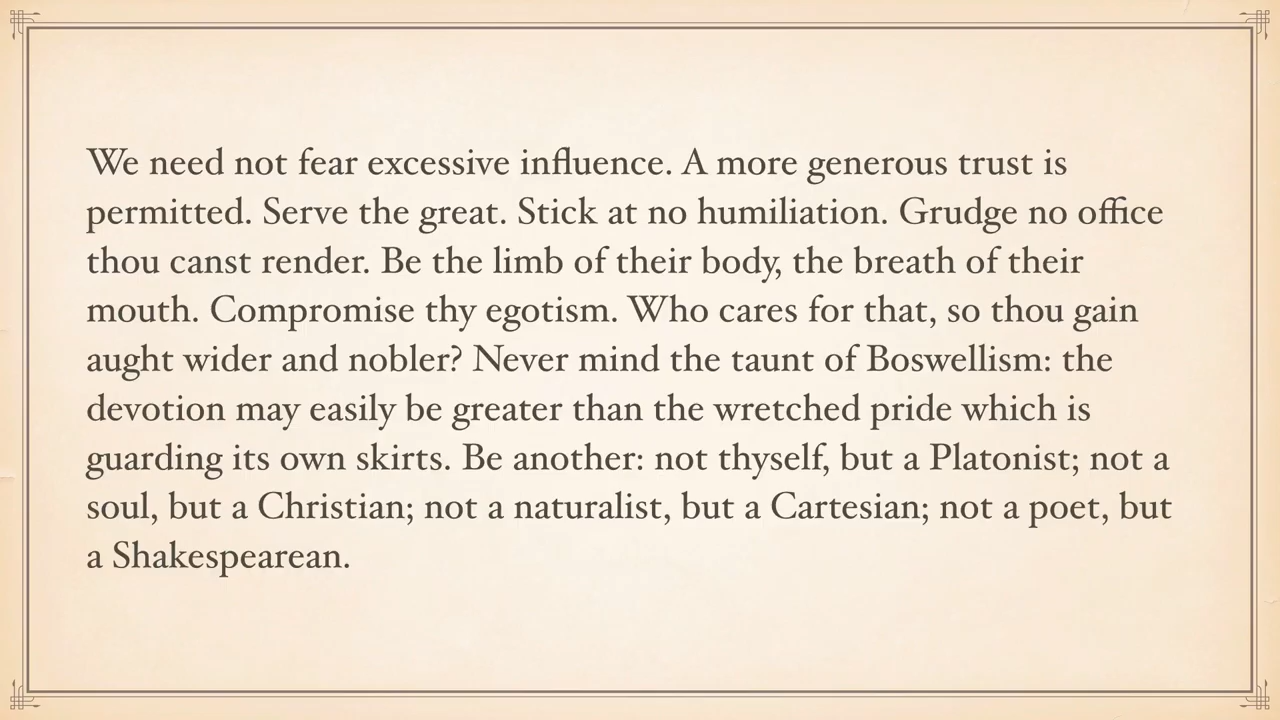 We need not fear excessive influence. A more generous trust is
permitted. Serve the great. Stick at no humiliation. Grudge no office
thou canst render. Be the limb of their body, the breath of their
mouth. Compromise thy egotism. Who cares for that, so thou gain
aught wider and nobler? Never mind the taunt of Boswellism: the
devotion may easily be greater than the wretched pride which is
guarding its own skirts. Be another: not thyself, but a Platonist; not a
soul, but a Christian; not a naturalist, but a Cartesian; not a poet, but
a Shakespearean.